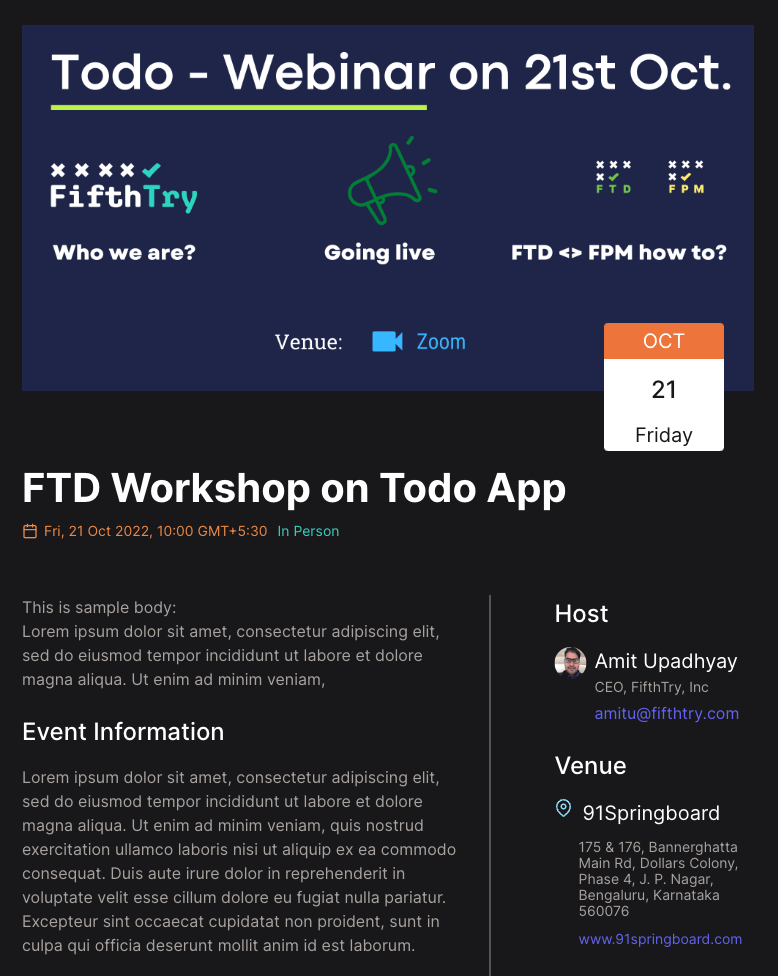 Todo - Webinar on 21st Oct.
FifthTry
FTD
FPM
Who we are?
Going live
FTD <> FPM how to?
Venue:
Zoom
OCT
21
Friday
FTD Workshop on Todo App
Fri, 21 Oct 2022, 10:00 GMT+5:30 In Person
This is sample body:
Lorem ipsum dolor sit amet, consectetur adipiscing elit,
sed do eiusmod tempor incididunt ut labore et dolore
magna aliqua. Ut enim ad minim veniam,
Event Information
Lorem ipsum dolor sit amet, consectetur adipiscing elit,
sed do eiusmod tempor incididunt ut labore et dolore
magna aliqua. Ut enim ad minim veniam, quis nostrud
exercitation ullamco laboris nisi ut aliquip ex ea commodo
consequat. Duis aute irure dolor in reprehenderit in
voluptate velit esse cillum dolore eu fugiat nulla pariatur.
Excepteur sint occaecat cupidatat non proident, sunt in
culpa qui officia deserunt mollit anim id est laborum.
Host
Amit Upadhyay
CEO, FifthTry, Inc
amitu@fifthtry.com
Venue
91Springboard
175 & 176, Bannerghatta
Main Rd, Dollars Colony,
Phase 4, J. P. Nagar,
Bengaluru, Karnataka
560076
www.91springboard.com